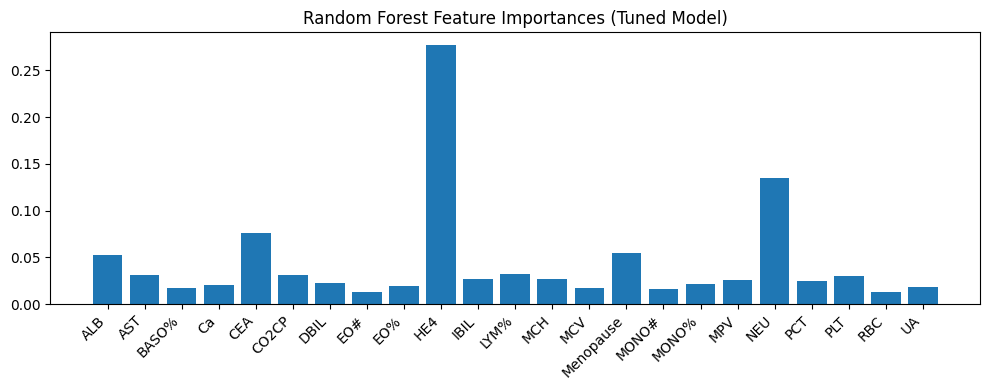 Random Forest Feature Importances (Tuned Model)
0.25
0.20
0.15
0.10
0.05
0.00
ALB
AST
BASO%
Ca
CEA
CO2CP
DBIL
EO#
EO%
HE4
IBIL
LYM%
MCH
MCV
Menopause
MONO#
MONO%
MPV
NEU
PCT
PLT
RBC
UA